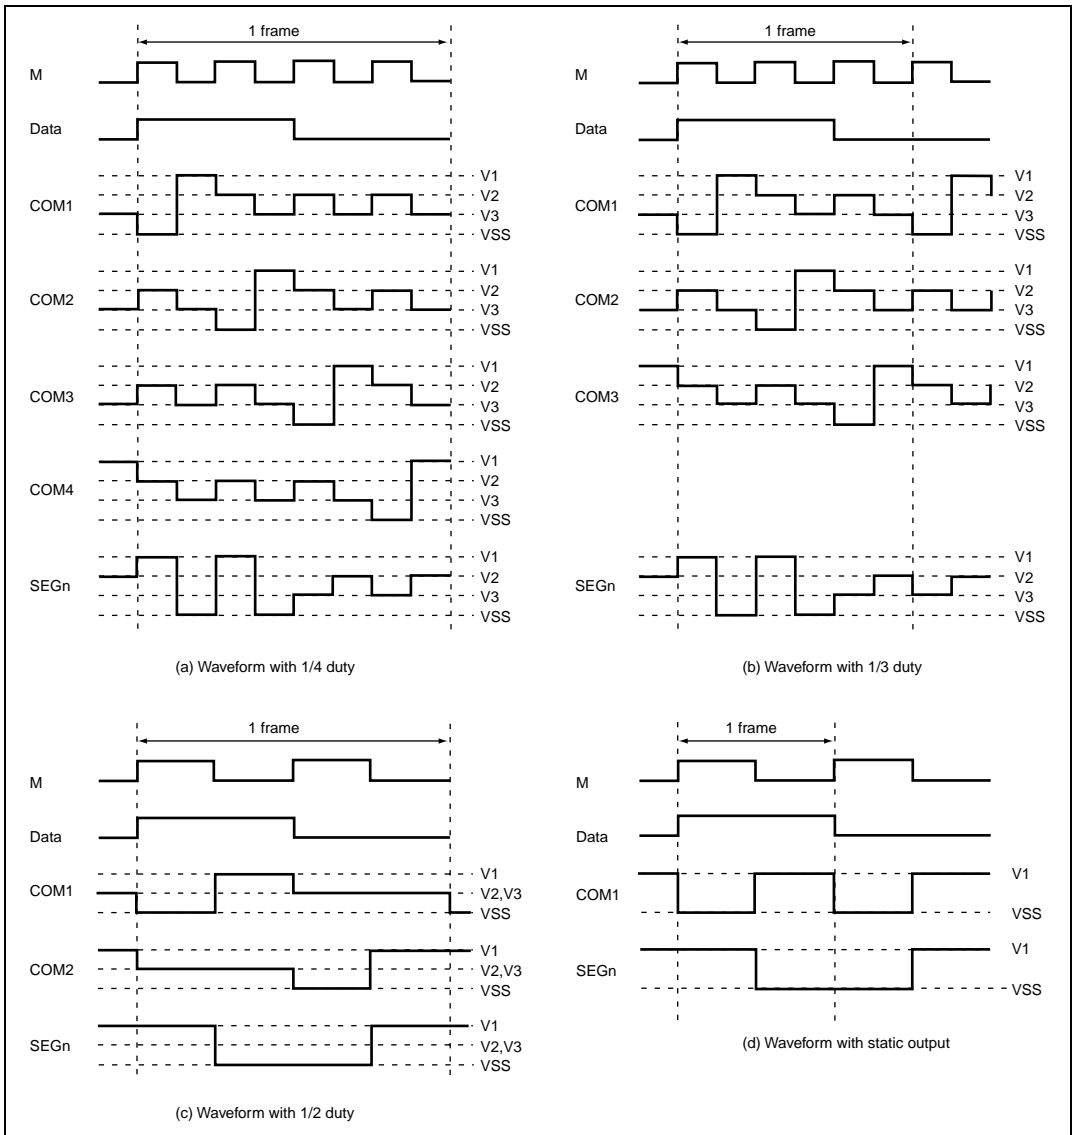 1 frame
M
Data
COM1
V1
V2
V3
VSS
COM2
V1
V2
V3
VSS
COM3
V1
V2
V3
VSS
COM4
V1
V2
V3
VSS
SEGn
V1
V2
V3
VSS
(a) Waveform with 1/4 duty
1 frame
M
Data
COM1
V1
V2
V3
VSS
COM2
V1
V2
V3
VSS
COM3
V1
V2
V3
VSS
SEGn
V1
V2
V3
VSS
(b) Waveform with 1/3 duty
1 frame
M
Data
COM1
V1
V2,V3
VSS
COM2
V1
V2,V3
VSS
SEGn
V1
V2,V3
VSS
(c) Waveform with 1/2 duty
1 frame
M
Data
COM1
V1
VSS
SEGn
V1
VSS
(d) Waveform with static output